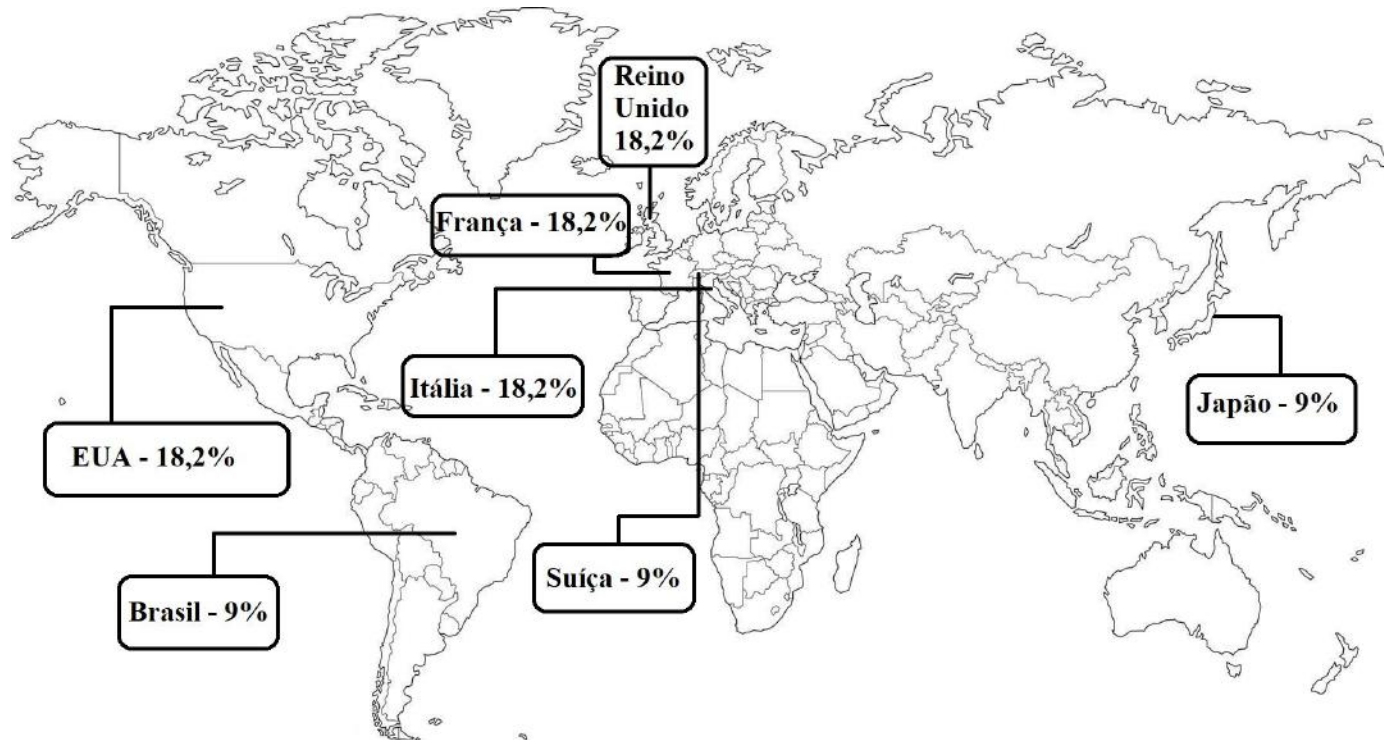 Reino
Unido
18,2%
França - 18,2%
Itália - 18,2%
Japão - 9%
EUA - 18,2%
Suíça - 9%
Brasil - 9%